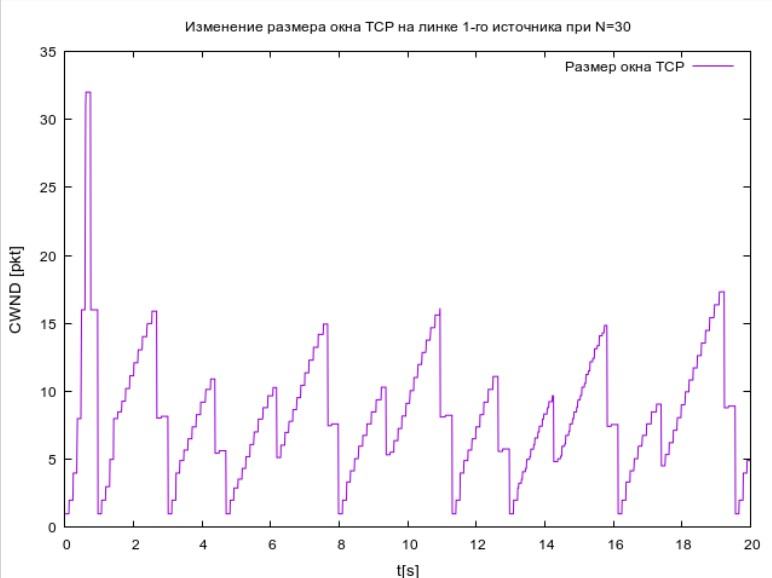 Изменение размера окна TCP на линке 1-го источника при N=30
Размер окна TCP
CWND [pkt]
35
30
25
20
15
10
5
0
0 2 4 6 8 10 12 14 16 18 20
t[s]